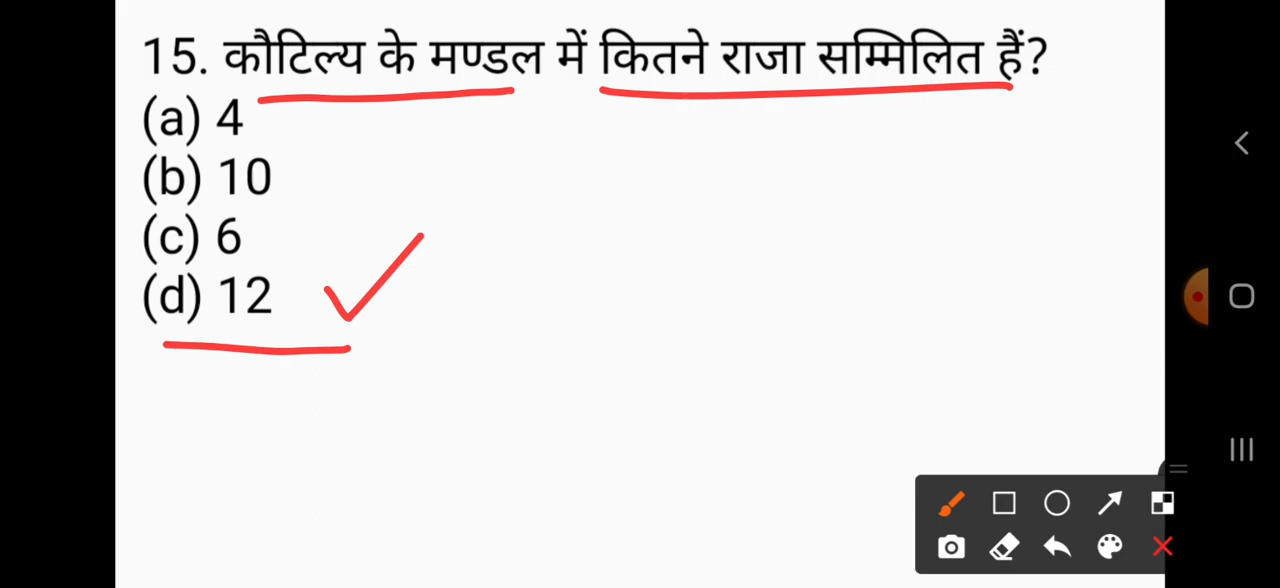 15. कौटिल्य के मण्डल में कितने राजा सम्मिलित हैं?
(a) 4
(b) 10
(c) 6
(d) 12